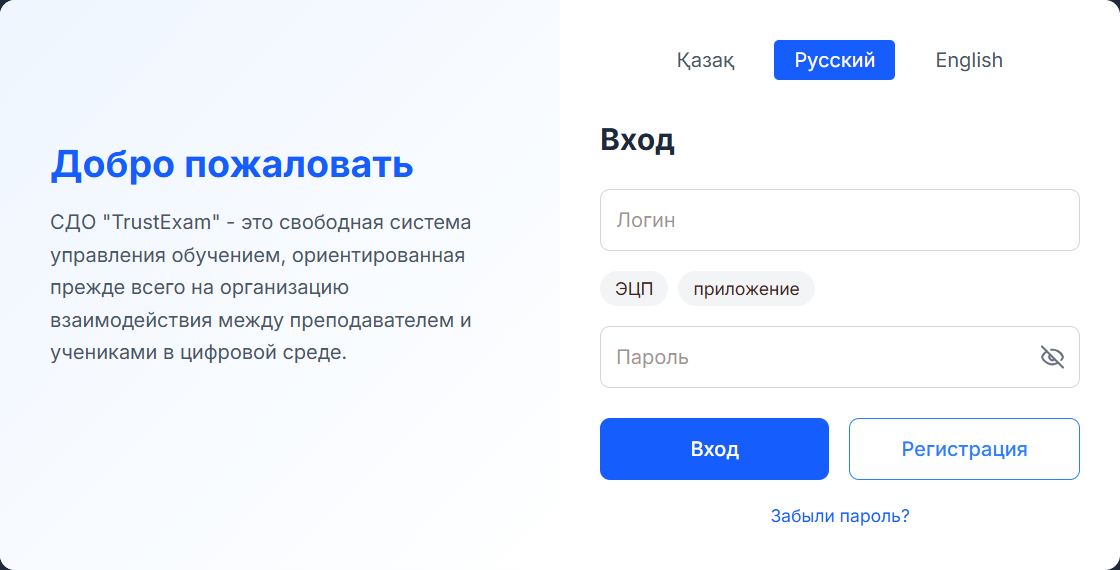 Добро пожаловать
СДО "TrustExam" - это свободная система
управления обучением, ориентированная
прежде всего на организацию
взаимодействия между преподавателем и
учениками в цифровой среде.
Қазақ
Русский
English
Вход
Логин
ЭЦП
приложение
Пароль
Вход
Регистрация
Забыли пароль?